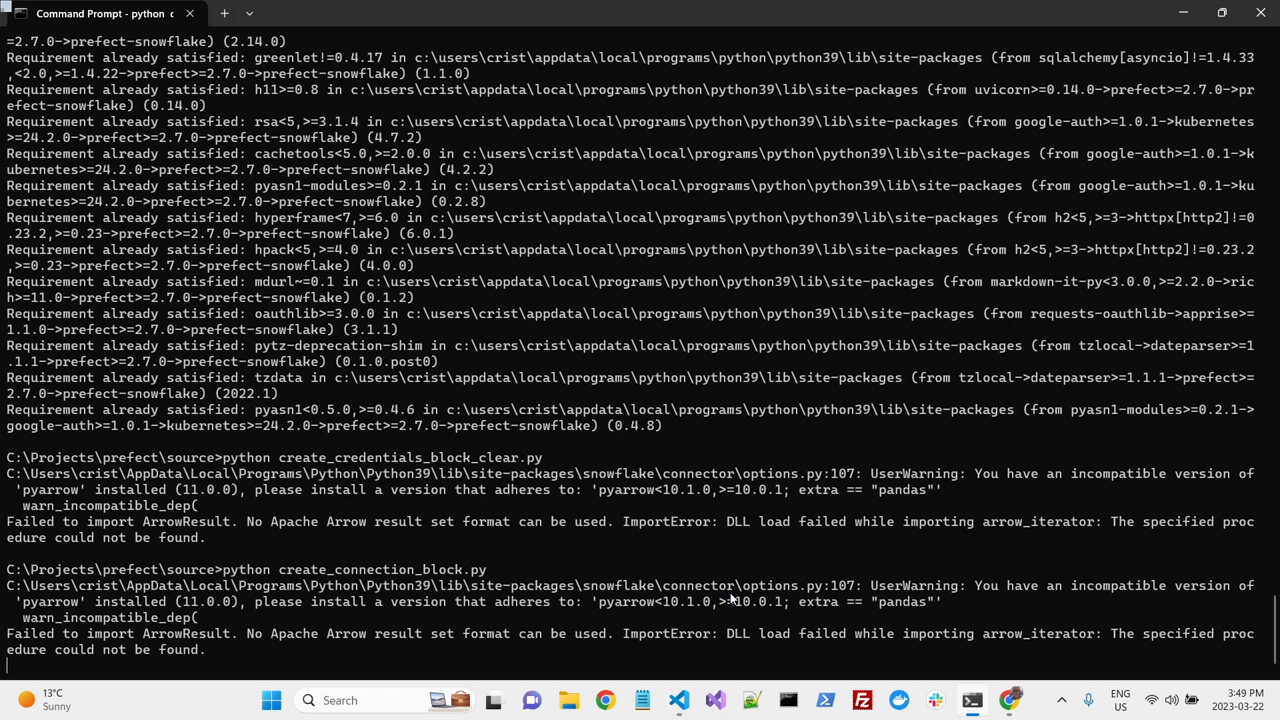 Command Prompt - python c
=2.7.0->prefect-snowflake) (2.14.0)
Requirement already satisfied: greenlet!=0.4.17 in c:\users\crist\appdata\local\programs\python\python39\lib\site-packages (from sqlalchemy[asyncio]!=1.4.33
,<2.0,>=1.4.22->prefect>=2.7.0->prefect-snowflake) (1.1.0)
Requirement already satisfied: h11>=0.8 in c:\users\crist\appdata\local\programs\python\python39\lib\site-packages (from uvicorn>=0.14.0->prefect>=2.7.0->pr
efect-snowflake) (0.14.0)
Requirement already satisfied: rsa<5,>=3.1.4 in c:\users\crist\appdata\local\programs\python\python39\lib\site-packages (from google-auth>=1.0.1->kubernetes
>=24.2.0->prefect>=2.7.0->prefect-snowflake) (4.7.2)
Requirement already satisfied: cachetools<5.0,>=2.0.0 in c:\users\crist\appdata\local\programs\python\python39\lib\site-packages (from google-auth>=1.0.1->k
ubernetes>=24.2.0->prefect>=2.7.0->prefect-snowflake) (4.2.2)
Requirement already satisfied: pyasn1-modules>=0.2.1 in c:\users\crist\appdata\local\programs\python\python39\lib\site-packages (from google-auth>=1.0.1->ku
bernetes>=24.2.0->prefect>=2.7.0->prefect-snowflake) (0.2.8)
Requirement already satisfied: hyperframe<7,>=6.0 in c:\users\crist\appdata\local\programs\python\python39\lib\site-packages (from h2<5,>=3->httpx[http2]!=0
.23.2,>=0.23->prefect>=2.7.0->prefect-snowflake) (6.0.1)
Requirement already satisfied: hpack<5,>=4.0 in c:\users\crist\appdata\local\programs\python\python39\lib\site-packages (from h2<5,>=3->httpx[http2]!=0.23.2
,>=0.23->prefect>=2.7.0->prefect-snowflake) (4.0.0)
Requirement already satisfied: mdurl~=0.1 in c:\users\crist\appdata\local\programs\python\python39\lib\site-packages (from markdown-it-py<3.0.0,>=2.2.0->ric
h>=11.0->prefect>=2.7.0->prefect-snowflake) (0.1.2)
Requirement already satisfied: oauthlib>=3.0.0 in c:\users\crist\appdata\local\programs\python\python39\lib\site-packages (from requests-oauthlib->apprise>=
1.1.0->prefect>=2.7.0->prefect-snowflake) (3.1.1)
Requirement already satisfied: pytz-deprecation-shim in c:\users\crist\appdata\local\programs\python\python39\lib\site-packages (from tzlocal->dateparser>=1
.1.1->prefect>=2.7.0->prefect-snowflake) (0.1.0.post0)
Requirement already satisfied: tzdata in c:\users\crist\appdata\local\programs\python\python39\lib\site-packages (from tzlocal->dateparser>=1.1.1->prefect>=
2.7.0->prefect-snowflake) (2022.1)
Requirement already satisfied: pyasn1<0.5.0,>=0.4.6 in c:\users\crist\appdata\local\programs\python\python39\lib\site-packages (from pyasn1-modules>=0.2.1->
google-auth>=1.0.1->kubernetes>=24.2.0->prefect>=2.7.0->prefect-snowflake) (0.4.8)
C:\Projects\prefect\source>python create_credentials_block_clear.py
C:\Users\crist\AppData\Local\Programs\Python\Python39\lib\site-packages\snowflake\connector\options.py:107: UserWarning: You have an incompatible version of
'pyarrow' installed (11.0.0), please install a version that adheres to: 'pyarrow<10.1.0,>=10.0.1; extra == "pandas"'
warn_incompatible_dep(
Failed to import ArrowResult. No Apache Arrow result set format can be used. ImportError: DLL load failed while importing arrow_iterator: The specified proc
edure could not be found.
C:\Projects\prefect\source>python create_connection_block.py
C:\Users\crist\AppData\Local\Programs\Python\Python39\lib\site-packages\snowflake\connector\options.py:107: UserWarning: You have an incompatible version of
'pyarrow' installed (11.0.0), please install a version that adheres to: 'pyarrow<10.1.0,>=10.0.1; extra == "pandas"'
warn_incompatible_dep(
Failed to import ArrowResult. No Apache Arrow result set format can be used. ImportError: DLL load failed while importing arrow_iterator: The specified proc
edure could not be found.
13°C
Sunny
Search
ENG
US
3:49 PM
2023-03-22